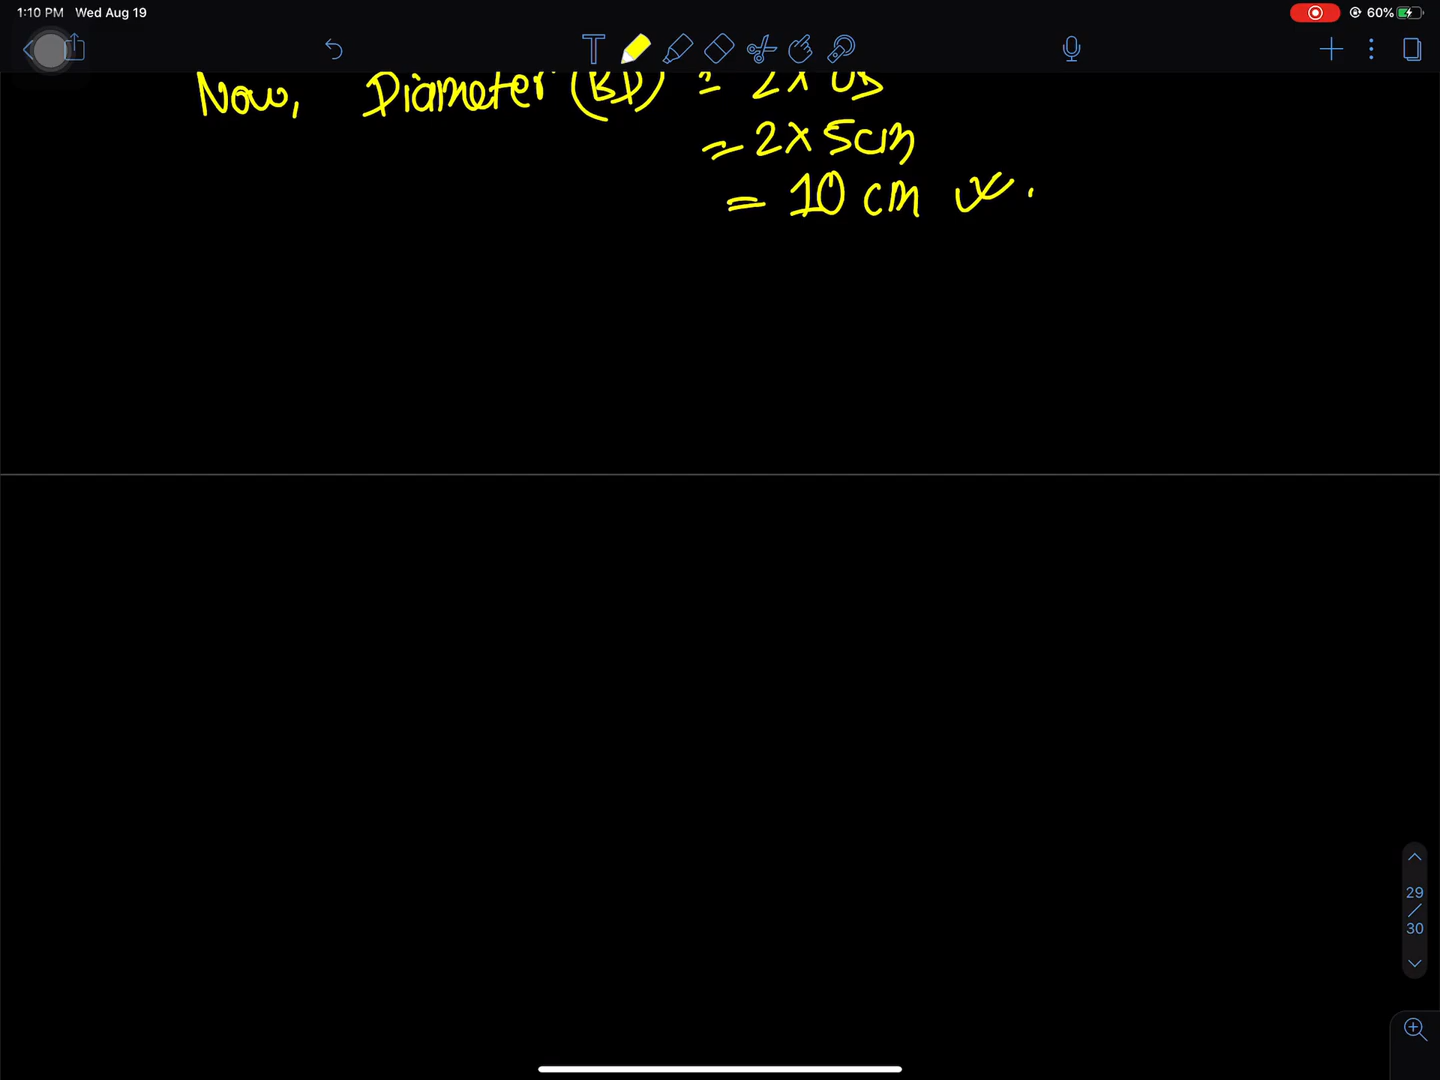 1:10 PM Wed Aug 19
60%
Now, Diameter (BD) = 2 x OB
= 2 x 5cm
= 10 cm
29
30